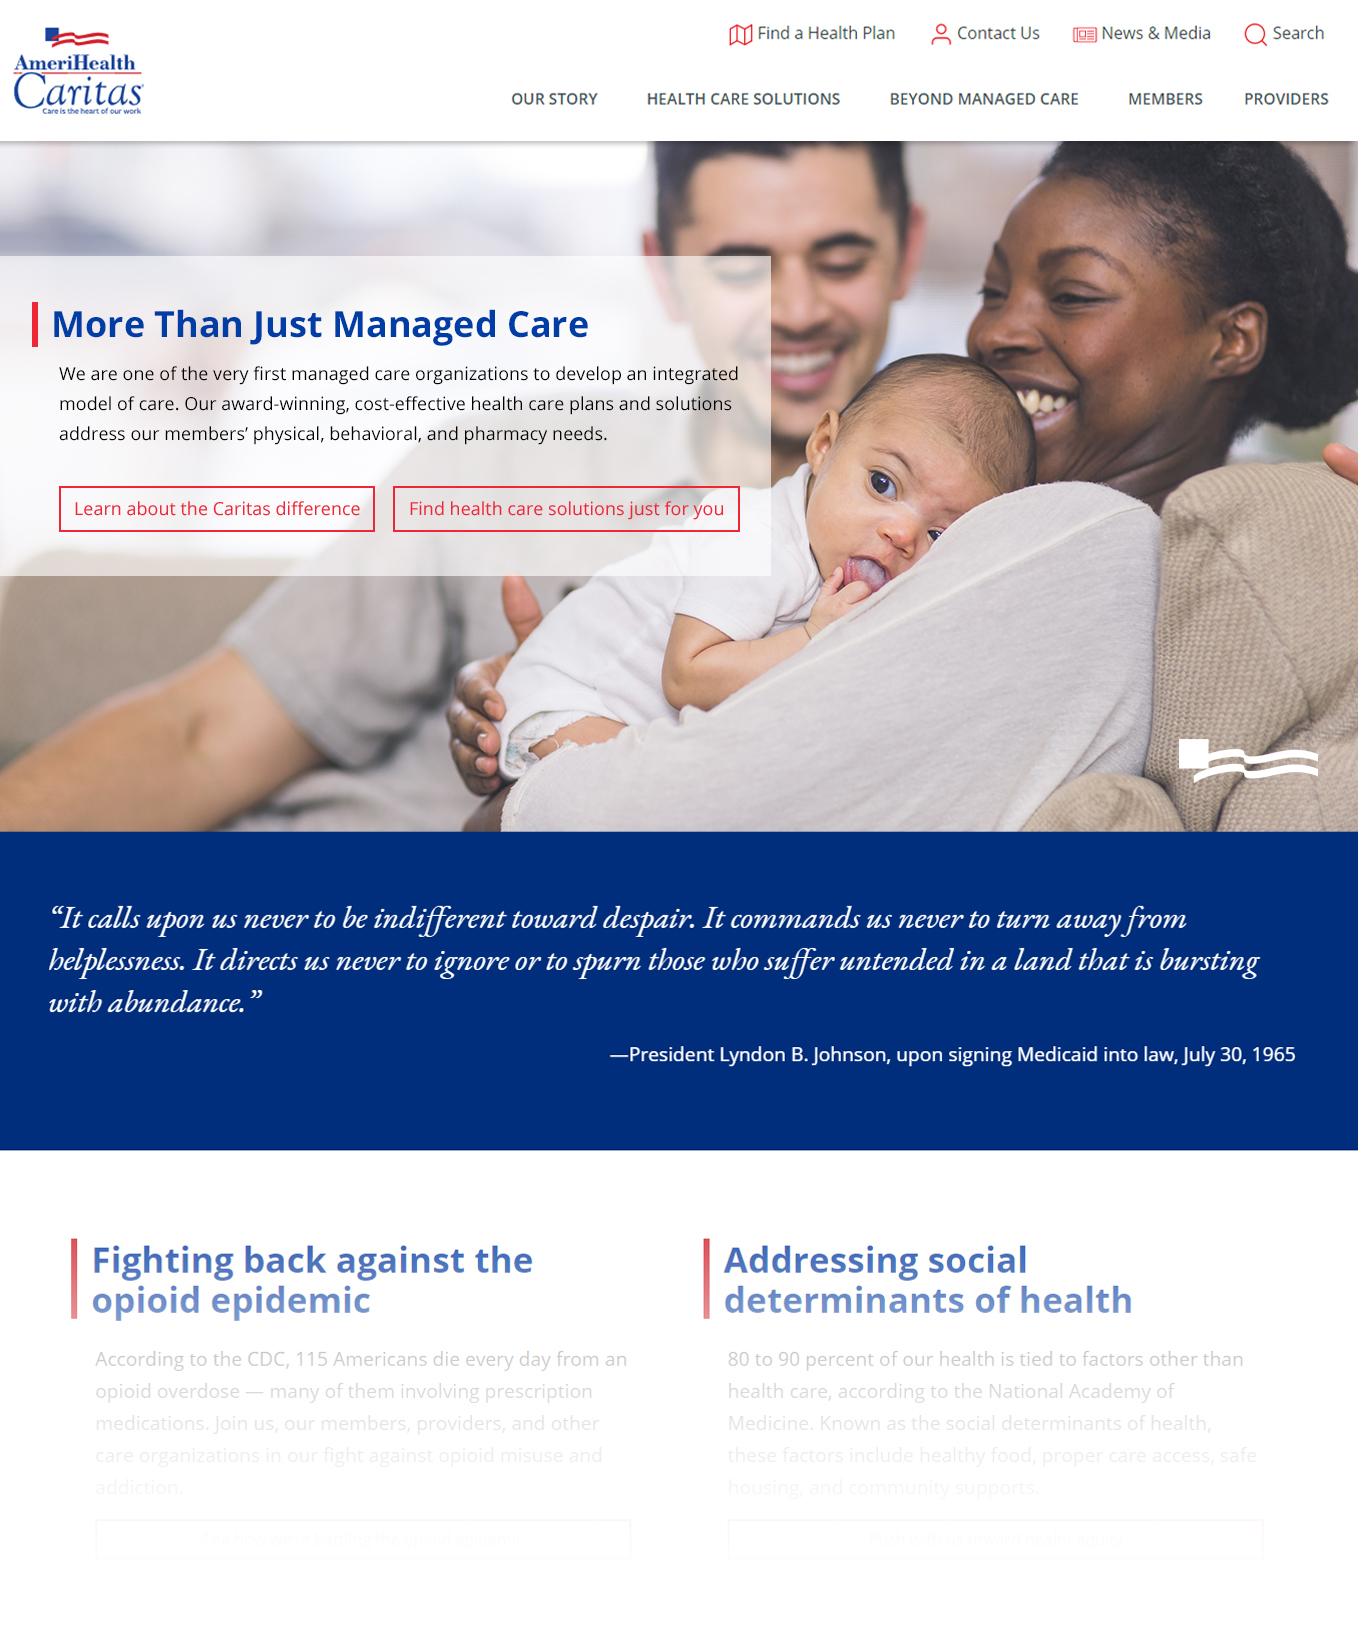 AmeriHealth
Caritas
Care is the heart of our work
Find a Health Plan
Contact Us
News & Media
Search
OUR STORY
HEALTH CARE SOLUTIONS
BEYOND MANAGED CARE
MEMBERS
PROVIDERS
More Than Just Managed Care
We are one of the very first managed care organizations to develop an integrated
model of care. Our award-winning, cost-effective health care plans and solutions
address our members’ physical, behavioral, and pharmacy needs.
Learn about the Caritas difference
Find health care solutions just for you
“It calls upon us never to be indifferent toward despair. It commands us never to turn away from
helplessness. It directs us never to ignore or to spurn those who suffer untended in a land that is bursting
with abundance.”
—President Lyndon B. Johnson, upon signing Medicaid into law, July 30, 1965
Fighting back against the
opioid epidemic
According to the CDC, 115 Americans die every day from an
opioid overdose — many of them involving prescription
medications. Join us, our members, providers, and other
care organizations in our fight against opioid misuse and
addiction.
Addressing social
determinants of health
80 to 90 percent of our health is tied to factors other than
health care, according to the National Academy of
Medicine. Known as the social determinants of health,
these factors include healthy food, proper care access, safe
housing, and community supports.